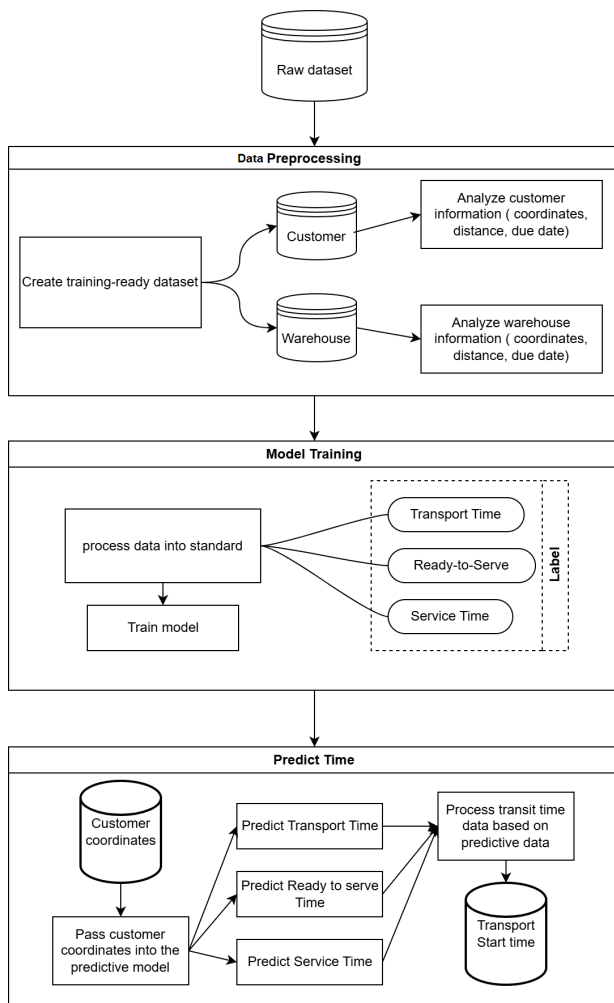 Raw dataset
Data Preprocessing
Create training-ready dataset
Customer
Analyze customer
information ( coordinates,
distance, due date)
Warehouse
Analyze warehouse
information ( coordinates,
distance, due date)
Model Training
process data into standard
Train model
Transport Time
Ready-to-Serve
Service Time
Label
Predict Time
Customer
coordinates
Pass customer
coordinates into the
predictive model
Predict Transport Time
Predict Ready to serve
Time
Predict Service Time
Process transit time
data based on
predictive data
Transport
Start time